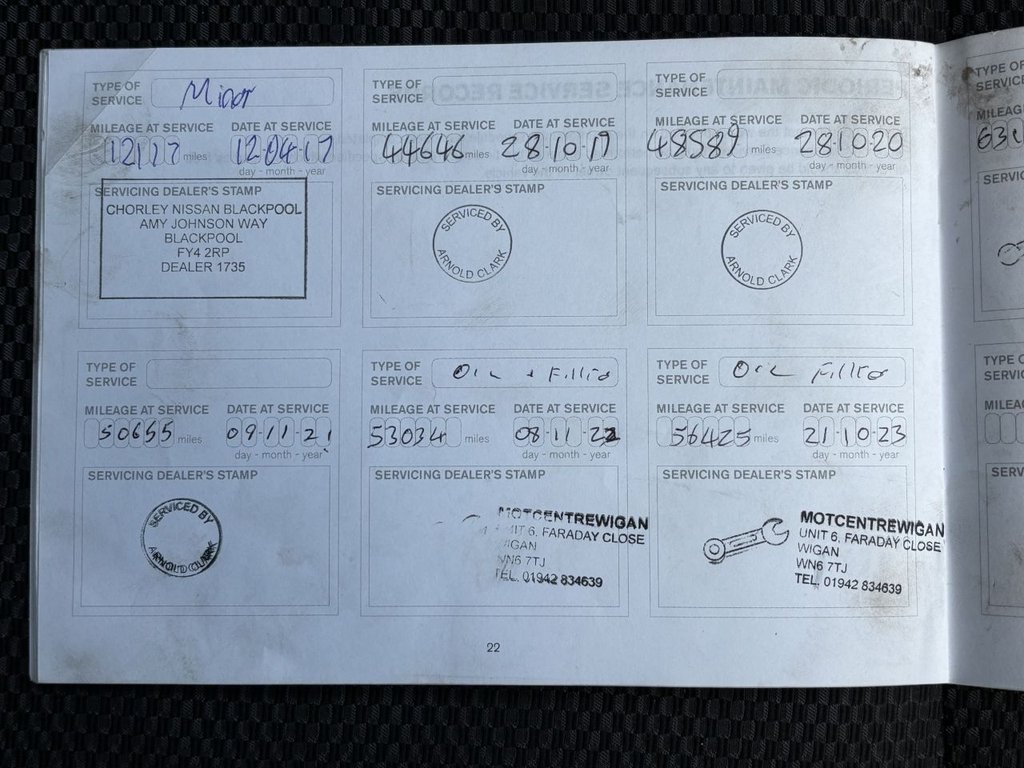 TYPE OF
SERVICE
Minor
MILEAGE AT SERVICE DATE AT SERVICE
12117 miles 12-04-17
day - month - year
SERVICING DEALER'S STAMP
CHORLEY NISSAN BLACKPOOL
AMY JOHNSON WAY
BLACKPOOL
FY4 2RP
DEALER 1735
TYPE OF
SERVICE
MILEAGE AT SERVICE DATE AT SERVICE
44646 miles 28-10-19
day - month - year
SERVICING DEALER'S STAMP
SERVICED BY
ARNOLD CLARK
TYPE OF
SERVICE
MILEAGE AT SERVICE DATE AT SERVICE
48589 miles 28-10-20
day - month - year
SERVICING DEALER'S STAMP
SERVICED BY
ARNOLD CLARK
TYPE OF
SERVICE
MILEAGE AT SERVICE DATE AT SERVICE
50655 miles 09-11-21
day - month - year
SERVICING DEALER'S STAMP
SERVICED BY
ARNOLD CLARK
TYPE OF
SERVICE
MILEAGE AT SERVICE DATE AT SERVICE
53034 miles 08-11-22
day - month - year
SERVICING DEALER'S STAMP
MOTCENTREWIGAN
6, FARADAY CLOSE
TEL. 01942 834639
TYPE OF
SERVICE
MILEAGE AT SERVICE DATE AT SERVICE
56425 miles 21-10-23
day - month - year
SERVICING DEALER'S STAMP
MOTCENTREWIGAN
UNIT 6, FARADAY CLOSE
WIGAN
WN6 7TJ
TEL. 01942 834639
22
TYPE OF